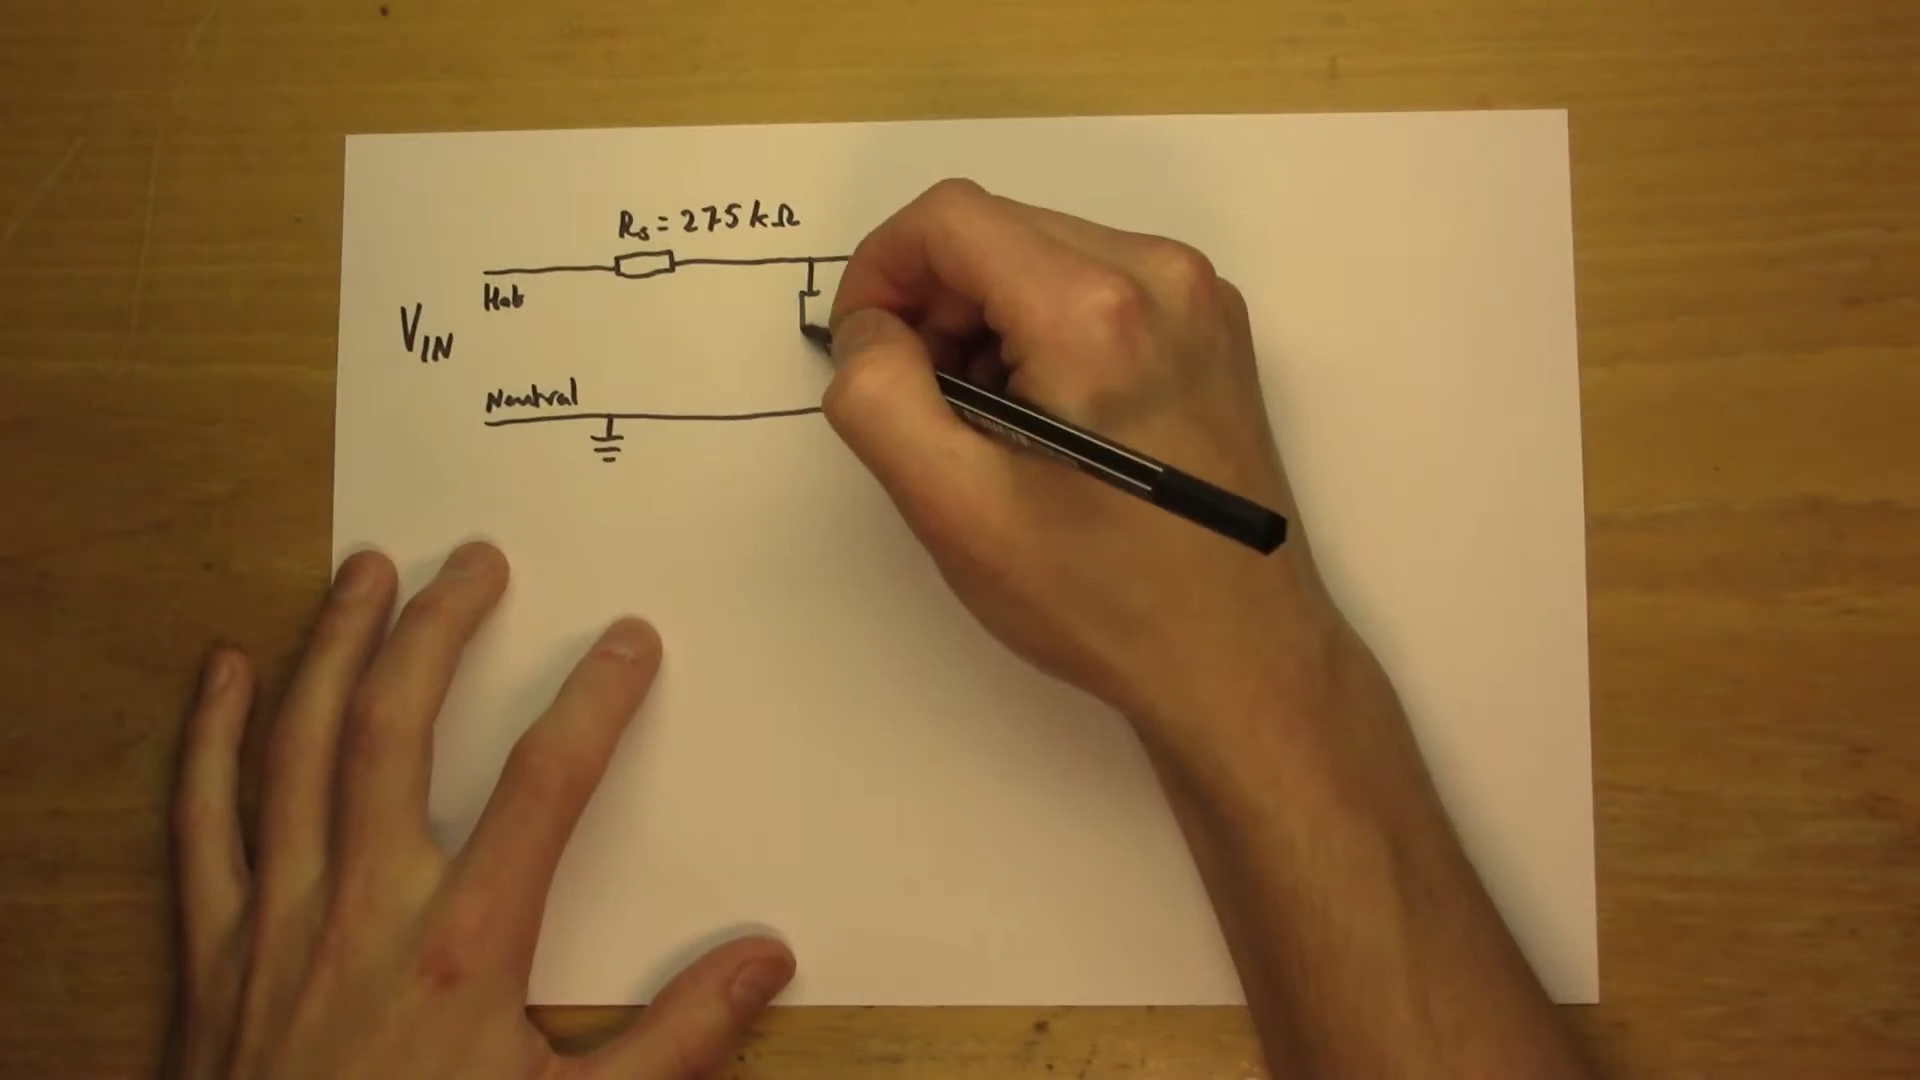 Rs = 275 kΩ
Hot
VIN
Neutral